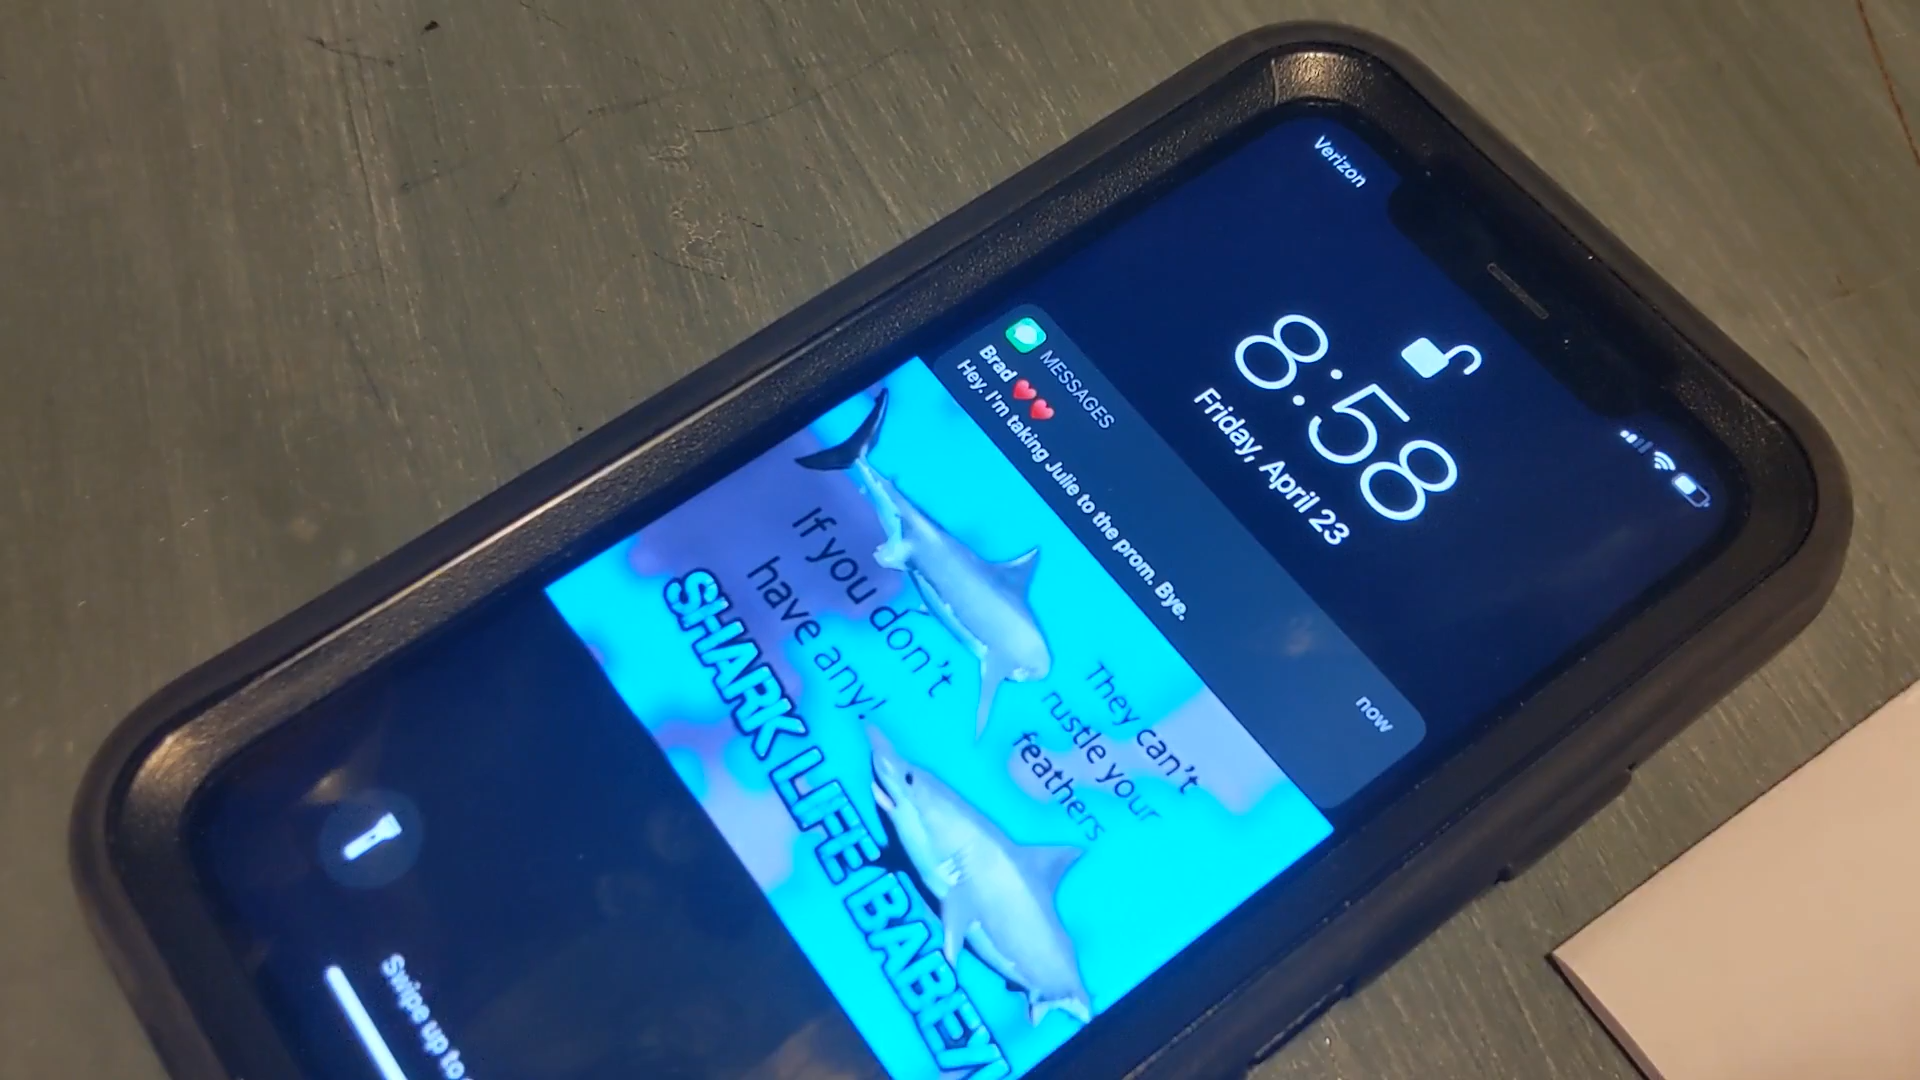 Verizon
8:58
Friday, April 23
MESSAGES
now
Brad ❤️❤️
Hey. I'm taking Julie to the prom. Bye.
They can't
rustle your
feathers
If you don't
have any!
SHARK LIFE BABEY!
Swipe up to